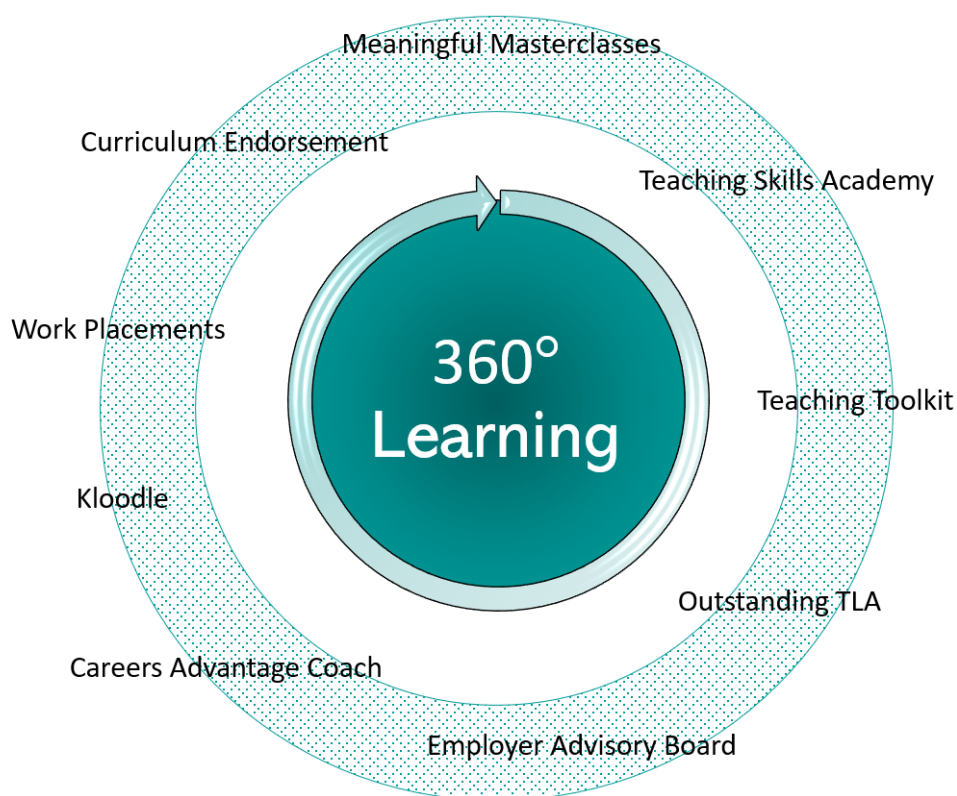 Meaningful Masterclasses
Curriculum Endorsement
Teaching Skills Academy
Work Placements
360°
Learning
Teaching Toolkit
Kloodle
Outstanding TLA
Careers Advantage Coach
Employer Advisory Board